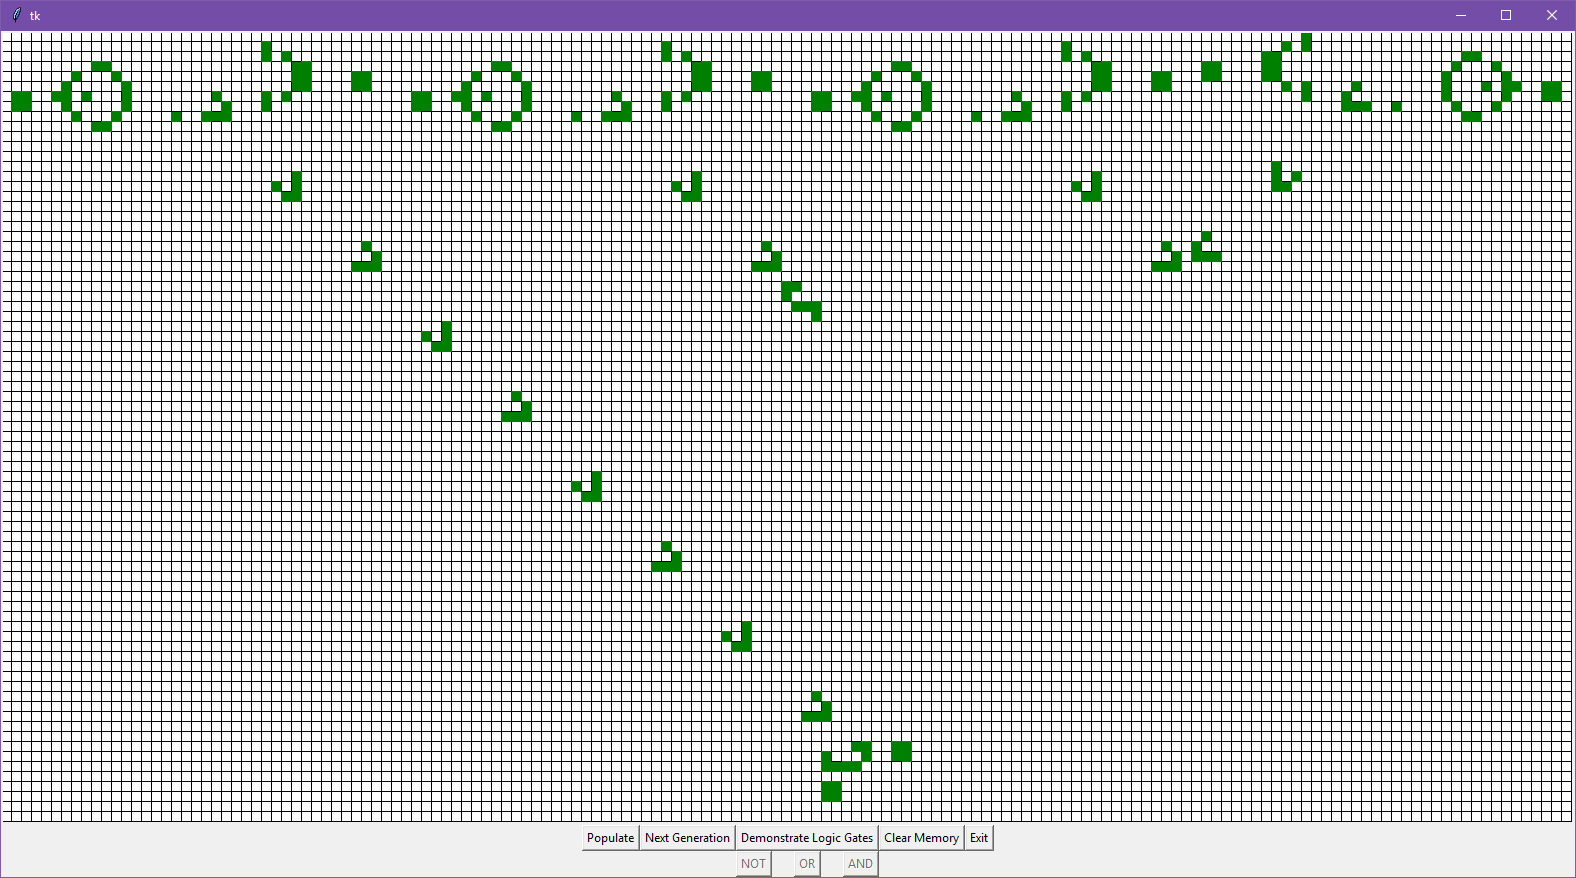 tk
Populate Next Generation Demonstrate Logic Gates Clear Memory Exit
NOT OR AND